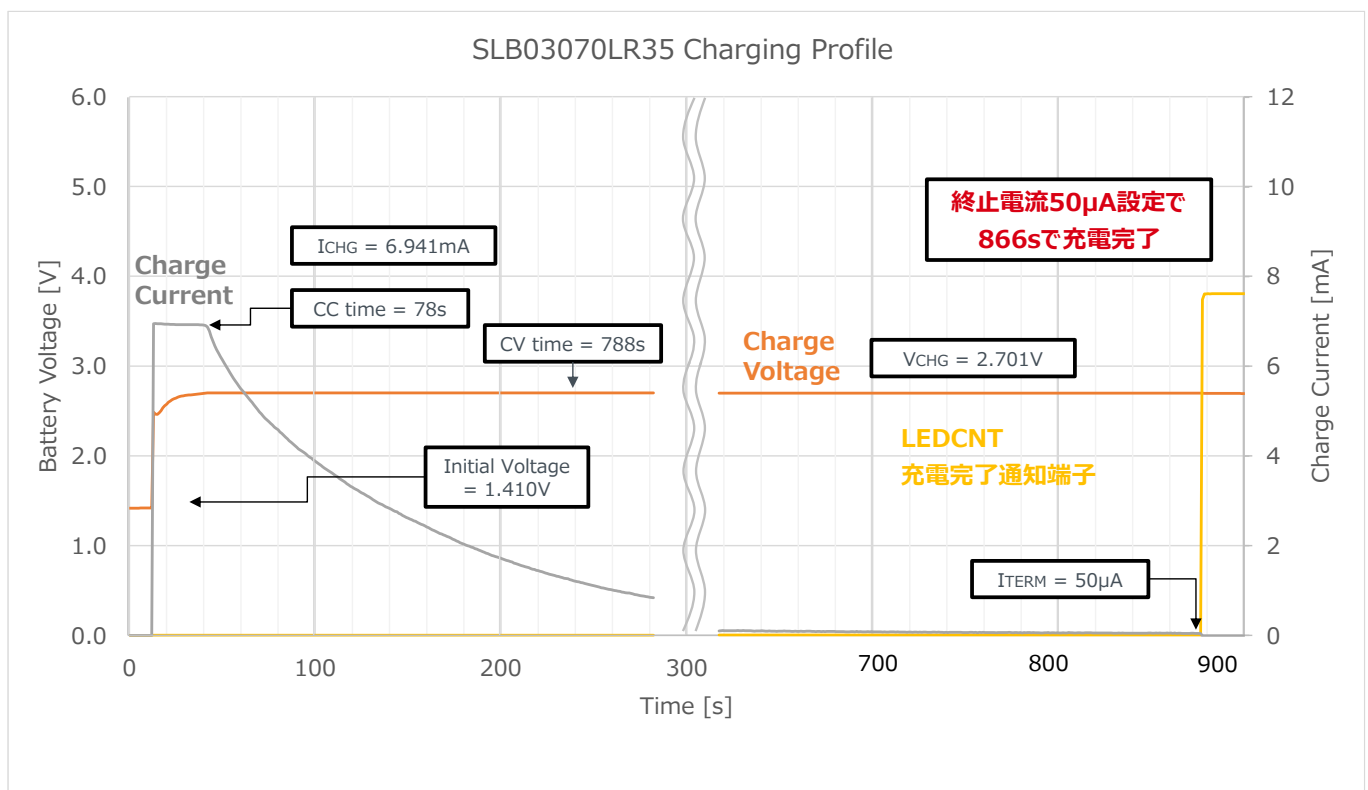 SLB03070LR35 Charging Profile
6.0
5.0
4.0
3.0
2.0
1.0
0.0
Battery Voltage [V]
12
10
8
6
4
2
0
Charge Current [mA]
終止電流50μA設定で
866sで充電完了
ICHG = 6.941mA
Charge
Current
CC time = 78s
CV time = 788s
Charge
Voltage
VCHG = 2.701V
LEDCNT
充電完了通知端子
Initial Voltage
= 1.410V
ITERM = 50μA
0
100
200
300
700
800
900
Time [s]